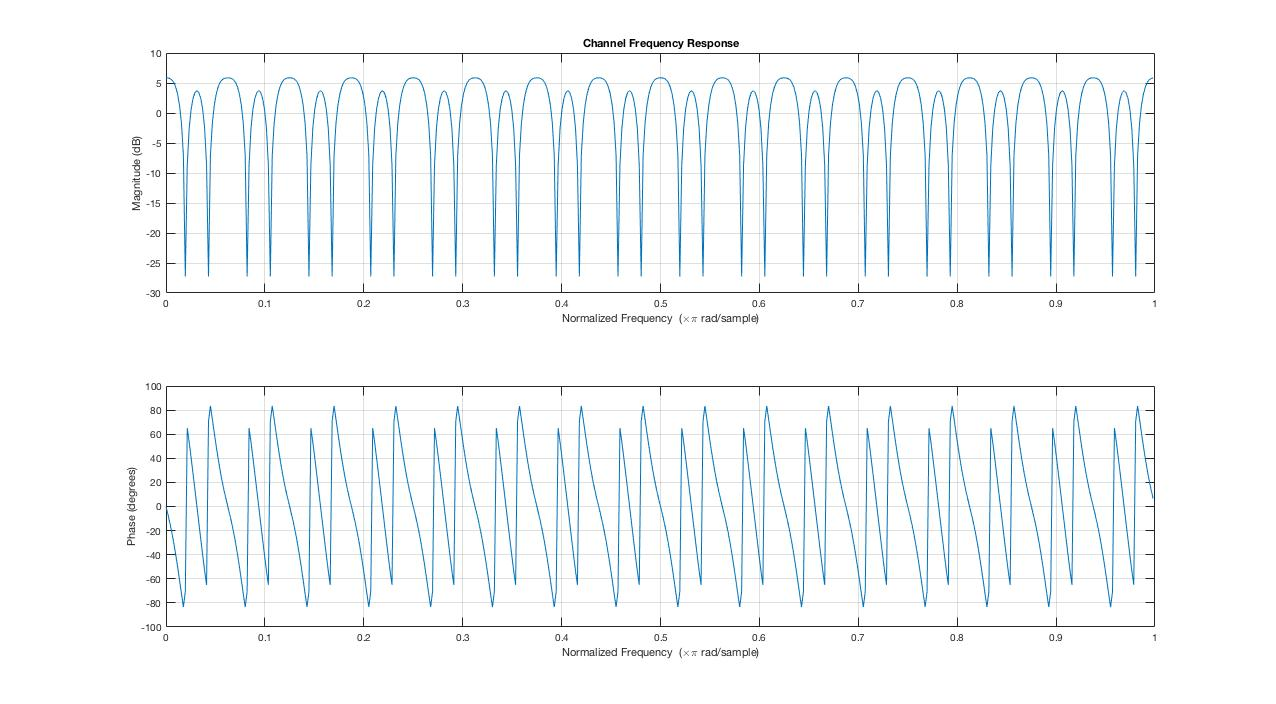 Channel Frequency Response
10
5
0
-5
-10
-15
-20
-25
-30
Magnitude (dB)
0 0.1 0.2 0.3 0.4 0.5 0.6 0.7 0.8 0.9 1
Normalized Frequency (×π rad/sample)
100
80
60
40
20
0
-20
-40
-60
-80
-100
Phase (degrees)
0 0.1 0.2 0.3 0.4 0.5 0.6 0.7 0.8 0.9 1
Normalized Frequency (×π rad/sample)